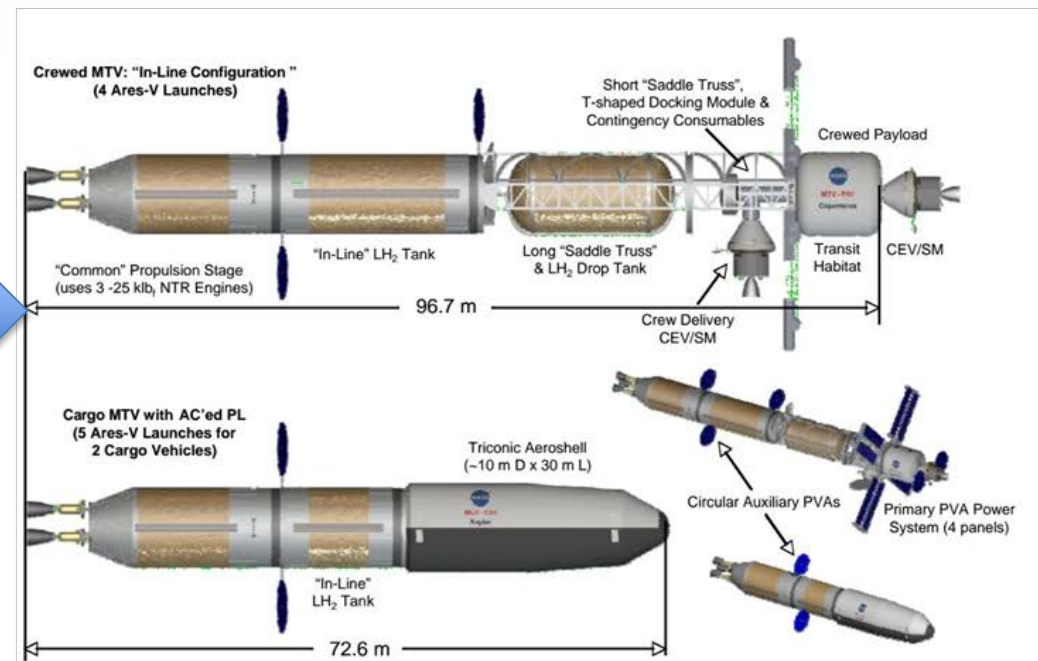 Crewed MTV: “In-Line Configuration ”
(4 Ares-V Launches)
Short “Saddle Truss”,
T-shaped Docking Module &
Contingency Consumables
Crewed Payload
“In-Line” LH2 Tank
Long “Saddle Truss”
& LH2 Drop Tank
Transit
Habitat
CEV/SM
“Common” Propulsion Stage
(uses 3 -25 klbf NTR Engines)
96.7 m
Crew Delivery
CEV/SM
Cargo MTV with AC’ed PL
(5 Ares-V Launches for
2 Cargo Vehicles)
Triconic Aeroshell
(~10 m D x 30 m L)
Circular Auxiliary PVAs
Primary PVA Power
System (4 panels)
“In-Line”
LH2 Tank
72.6 m